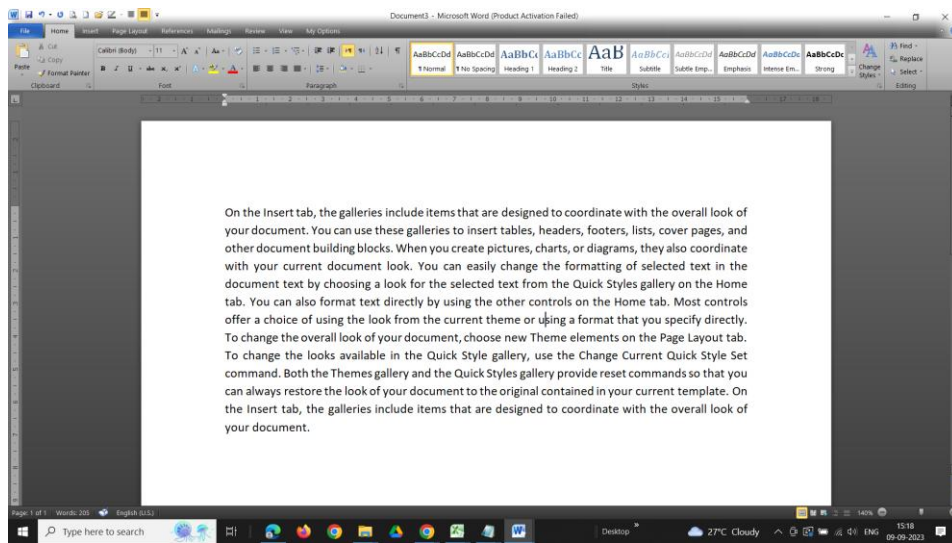 Document3 - Microsoft Word (Product Activation Failed)
File Home Insert Page Layout References Mailings Review View My Options
Cut
Copy
Format Painter
Paste
Calibri (Body) 11
AaBbCcDd AaBbCcDd AaBbCc AaBbCc AaB AaBbCc AaBbCcDd AaBbCcDd AaBbCcDc AaBbCcDc
¶ Normal ¶ No Spacing Heading 1 Heading 2 Title Subtitle Subtle Emp... Emphasis Intense Em... Strong
Change Styles
Find
Replace
Select
Clipboard Font Paragraph Styles Editing
On the Insert tab, the galleries include items that are designed to coordinate with the overall look of
your document. You can use these galleries to insert tables, headers, footers, lists, cover pages, and
other document building blocks. When you create pictures, charts, or diagrams, they also coordinate
with your current document look. You can easily change the formatting of selected text in the
document text by choosing a look for the selected text from the Quick Styles gallery on the Home
tab. You can also format text directly by using the other controls on the Home tab. Most controls
offer a choice of using the look from the current theme or using a format that you specify directly.
To change the overall look of your document, choose new Theme elements on the Page Layout tab.
To change the looks available in the Quick Style gallery, use the Change Current Quick Style Set
command. Both the Themes gallery and the Quick Styles gallery provide reset commands so that you
can always restore the look of your document to the original contained in your current template. On
the Insert tab, the galleries include items that are designed to coordinate with the overall look of
your document.
Page: 1 of 1 Words: 205 English (U.S.) 140%
Type here to search Desktop 27°C Cloudy ENG 15:18
09-09-2023